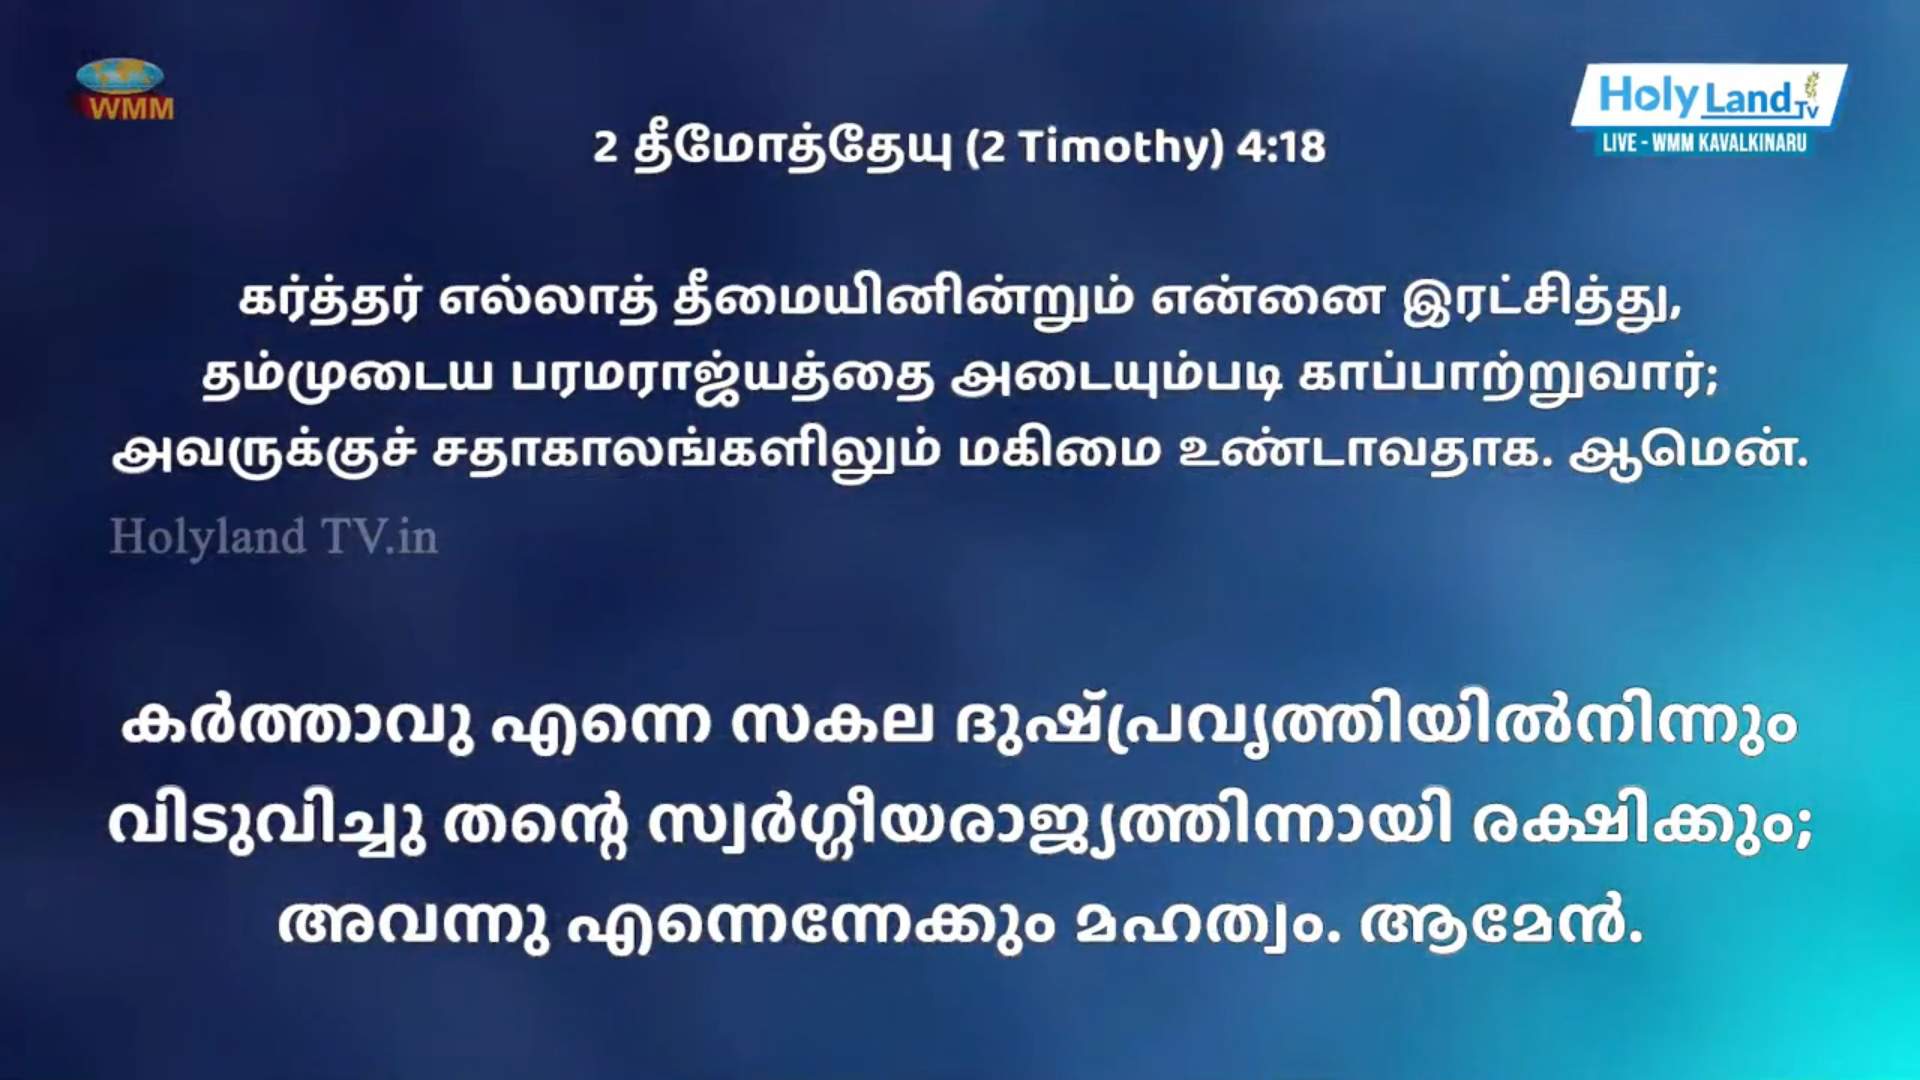 WMM
Holy Land TV
LIVE - WMM KAVALKINARU
2 தீமோத்தேயு (2 Timothy) 4:18
கர்த்தர் எல்லாத் தீமையினின்றும் என்னை இரட்சித்து,
தம்முடைய பரமராஜ்யத்தை அடையும்படி காப்பாற்றுவார்;
அவருக்குச் சதாகாலங்களிலும் மகிமை உண்டாவதாக. ஆமென்.
Holyland TV.in
കർത്താവു എന്നെ സകല ദുഷ്‌പ്രവൃത്തിയിൽനിന്നും
വിടുവിച്ചു തന്റെ സ്വർഗ്ഗീയരാജ്യത്തിന്നായി രക്ഷിക്കും;
അവന്നു എന്നെന്നേക്കും മഹത്വം. ആമേൻ.